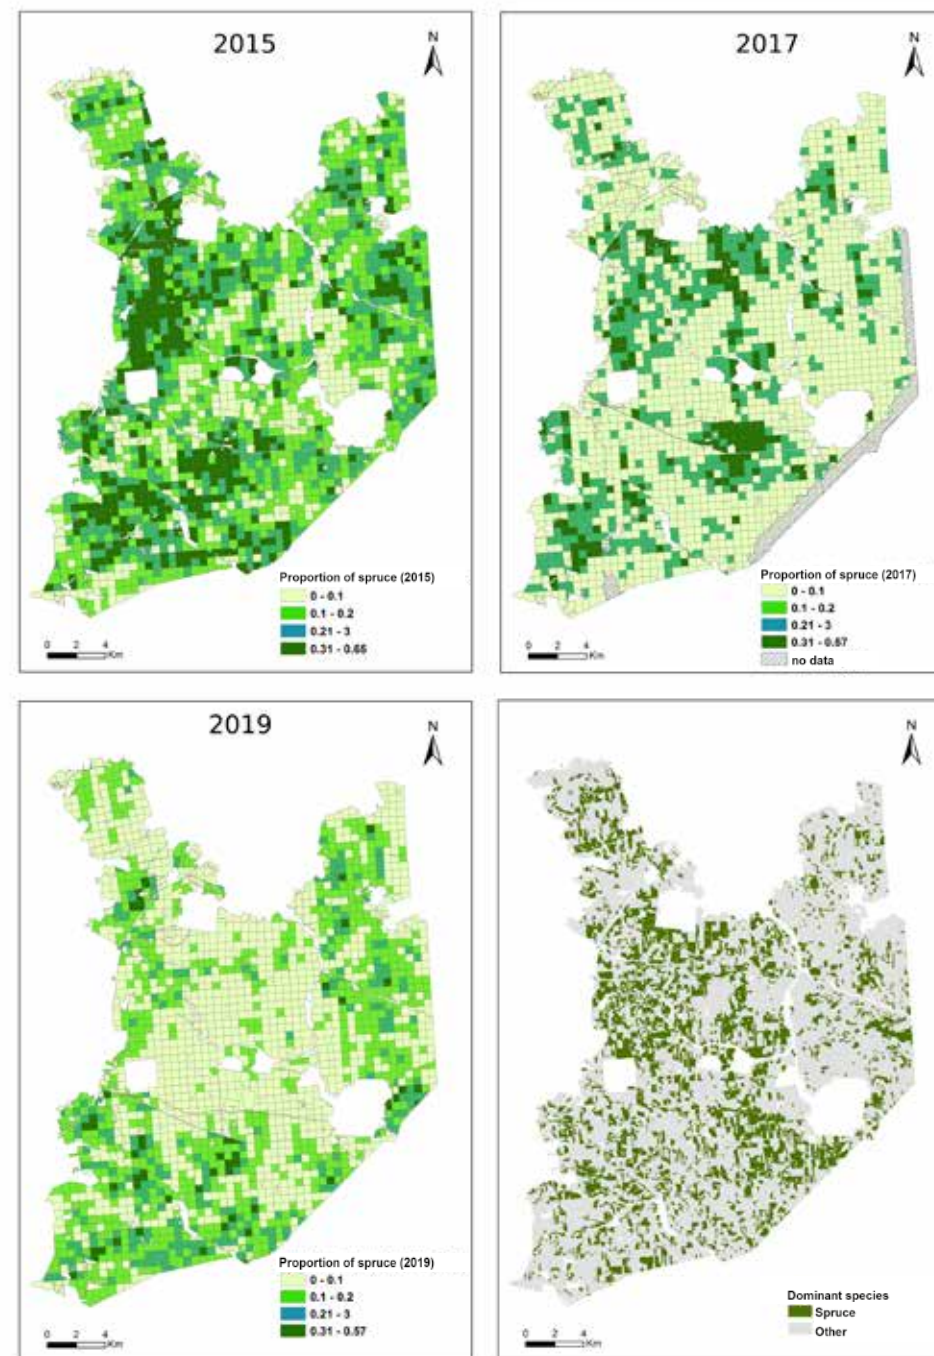 2015
N
Proportion of spruce (2015)
0 - 0.1
0.1 - 0.2
0.21 - 3
0.31 - 0.65
0 2 4
Km
2017
N
Proportion of spruce (2017)
0 - 0.1
0.1 - 0.2
0.21 - 3
0.31 - 0.57
no data
0 2 4
Km
2019
N
Proportion of spruce (2019)
0 - 0.1
0.1 - 0.2
0.21 - 3
0.31 - 0.57
0 2 4
Km
N
Dominant species
Spruce
Other
0 2 4
Km